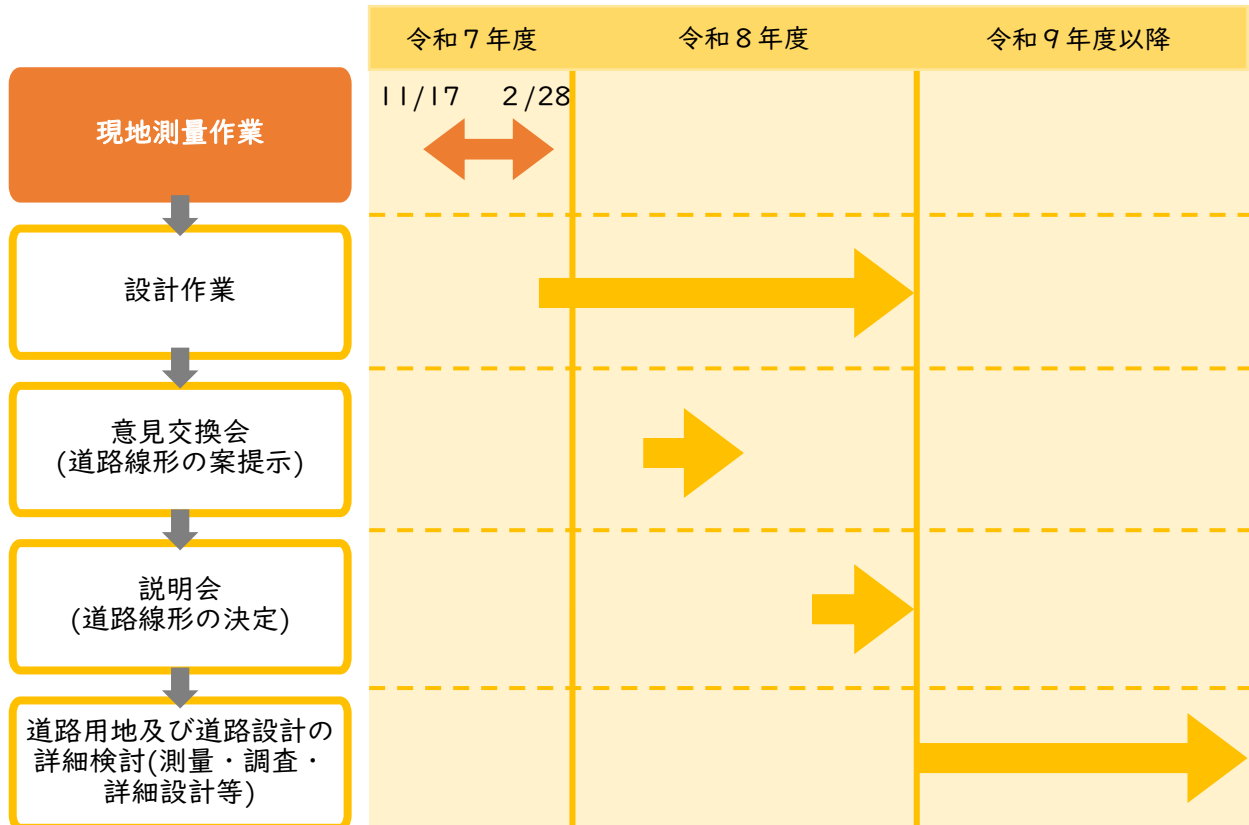 令和７年度
令和８年度
令和９年度以降
現地測量作業
11/17
2/28
設計作業
意見交換会
(道路線形の案提示)
説明会
(道路線形の決定)
道路用地及び道路設計の
詳細検討(測量・調査・
詳細設計等)